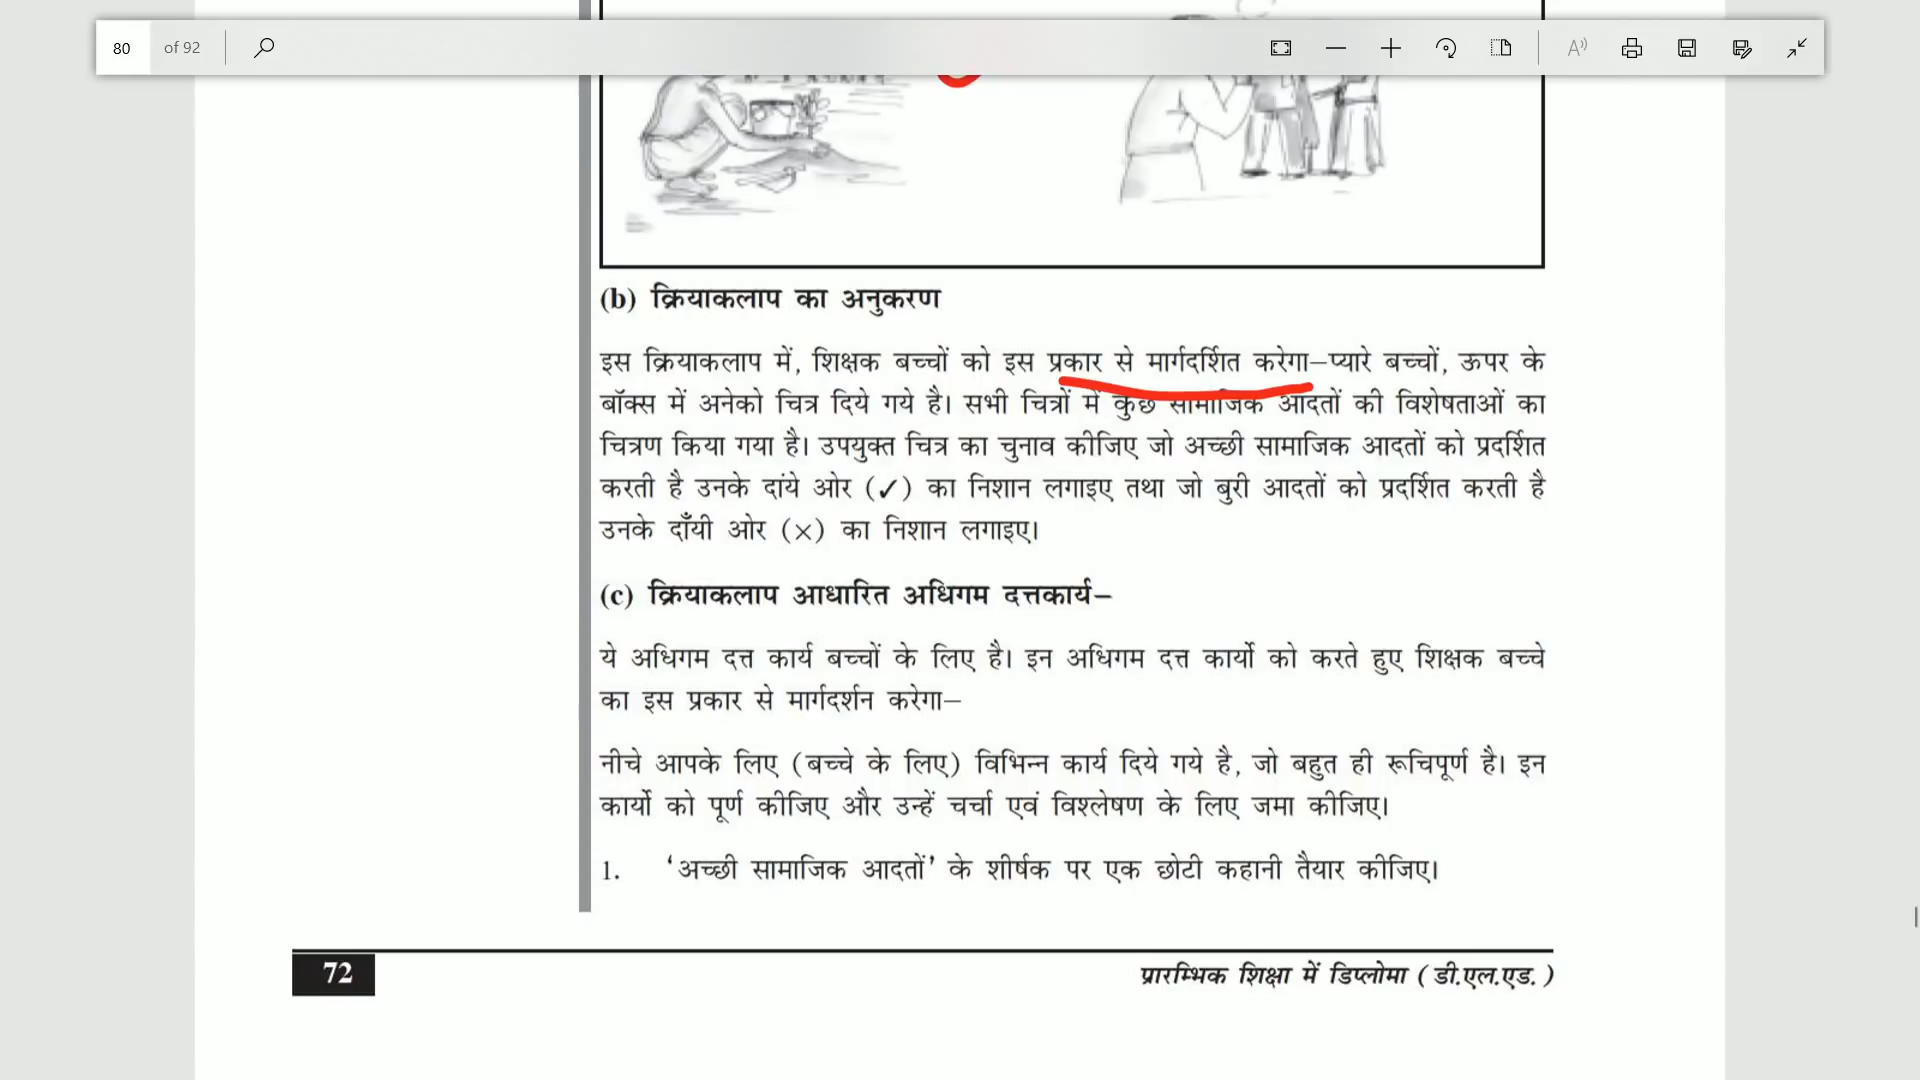 80 of 92
(b) क्रियाकलाप का अनुकरण
इस क्रियाकलाप में, शिक्षक बच्चों को इस प्रकार से मार्गदर्शित करेगा–प्यारे बच्चों, ऊपर के
बॉक्स में अनेको चित्र दिये गये है। सभी चित्रों में कुछ सामाजिक आदतों की विशेषताओं का
चित्रण किया गया है। उपयुक्त चित्र का चुनाव कीजिए जो अच्छी सामाजिक आदतों को प्रदर्शित
करती है उनके दांये ओर (✓) का निशान लगाइए तथा जो बुरी आदतों को प्रदर्शित करती है
उनके दाँयी ओर (×) का निशान लगाइए।
(c) क्रियाकलाप आधारित अधिगम दत्तकार्य–
ये अधिगम दत्त कार्य बच्चों के लिए है। इन अधिगम दत्त कार्यो को करते हुए शिक्षक बच्चे
का इस प्रकार से मार्गदर्शन करेगा–
नीचे आपके लिए (बच्चे के लिए) विभिन्न कार्य दिये गये है, जो बहुत ही रूचिपूर्ण है। इन
कार्यो को पूर्ण कीजिए और उन्हें चर्चा एवं विश्लेषण के लिए जमा कीजिए।
1. ‘अच्छी सामाजिक आदतों’ के शीर्षक पर एक छोटी कहानी तैयार कीजिए।
72 प्रारम्भिक शिक्षा में डिप्लोमा ( डी.एल.एड. )